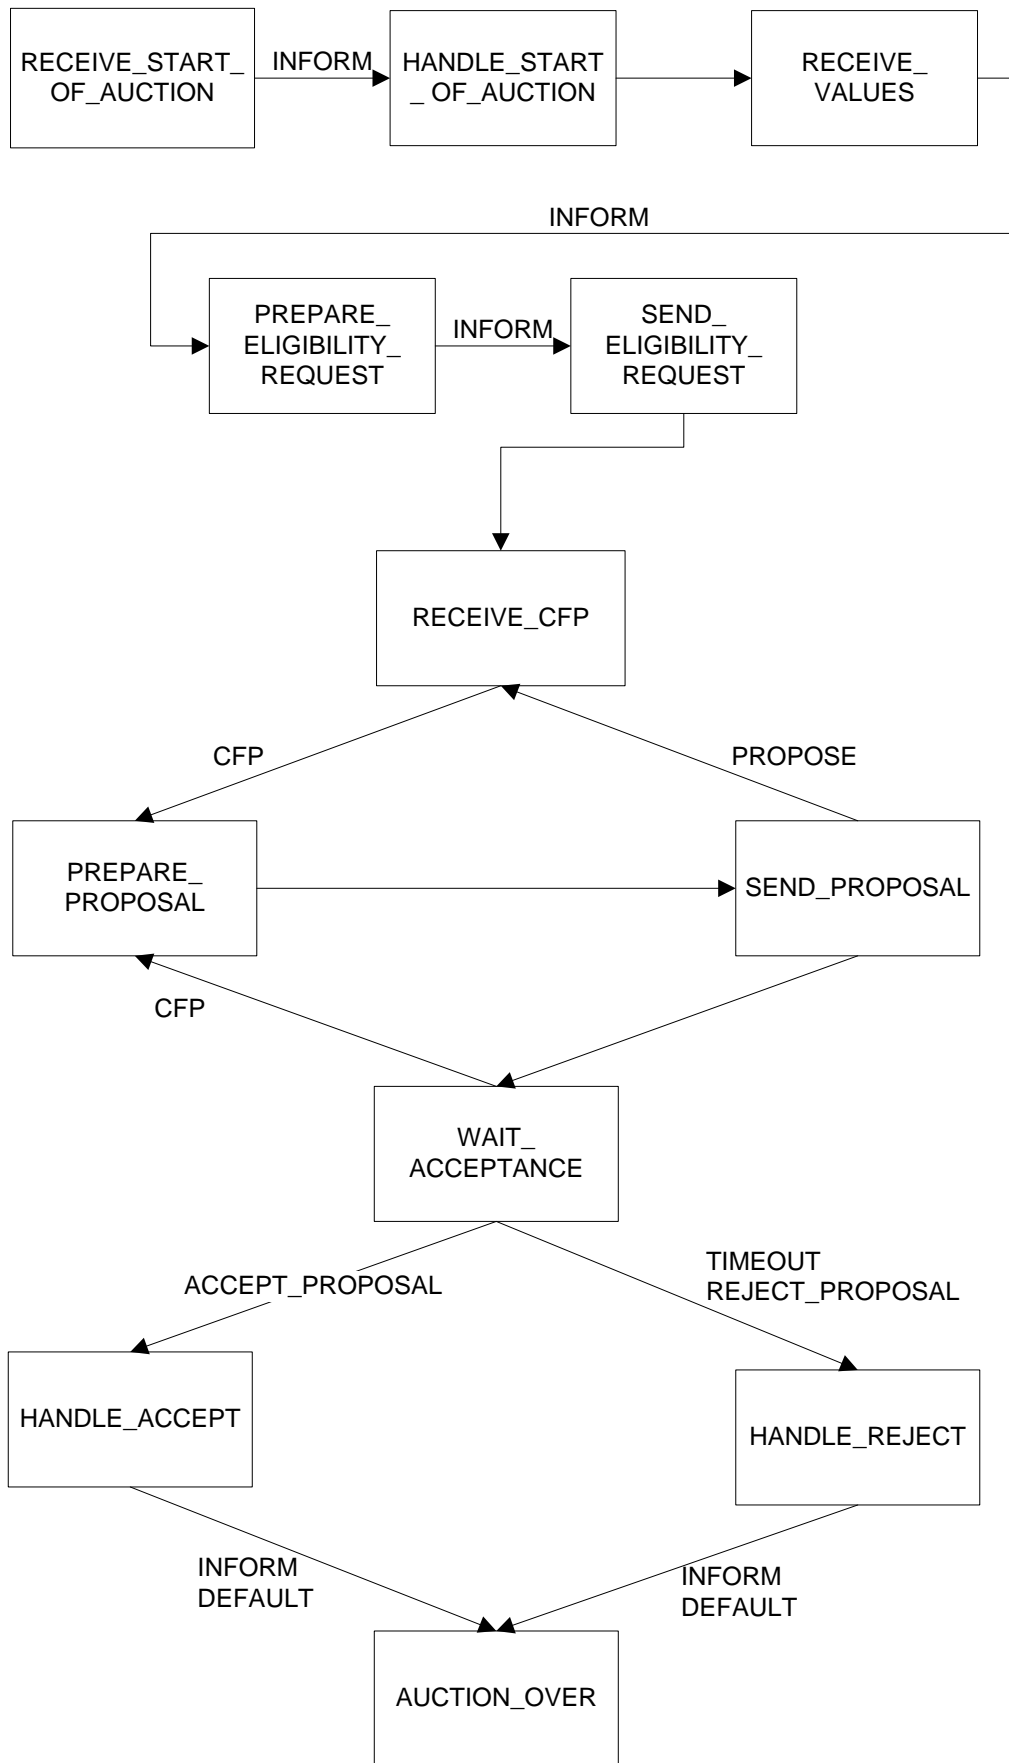 RECEIVE_START_
OF_AUCTION
INFORM
HANDLE_START
_ OF_AUCTION
RECEIVE_
VALUES
INFORM
PREPARE_
ELIGIBILITY_
REQUEST
INFORM
SEND_
ELIGIBILITY_
REQUEST
RECEIVE_CFP
CFP
PROPOSE
PREPARE_
PROPOSAL
SEND_PROPOSAL
CFP
WAIT_
ACCEPTANCE
ACCEPT_PROPOSAL
TIMEOUT
REJECT_PROPOSAL
HANDLE_ACCEPT
HANDLE_REJECT
INFORM
DEFAULT
INFORM
DEFAULT
AUCTION_OVER